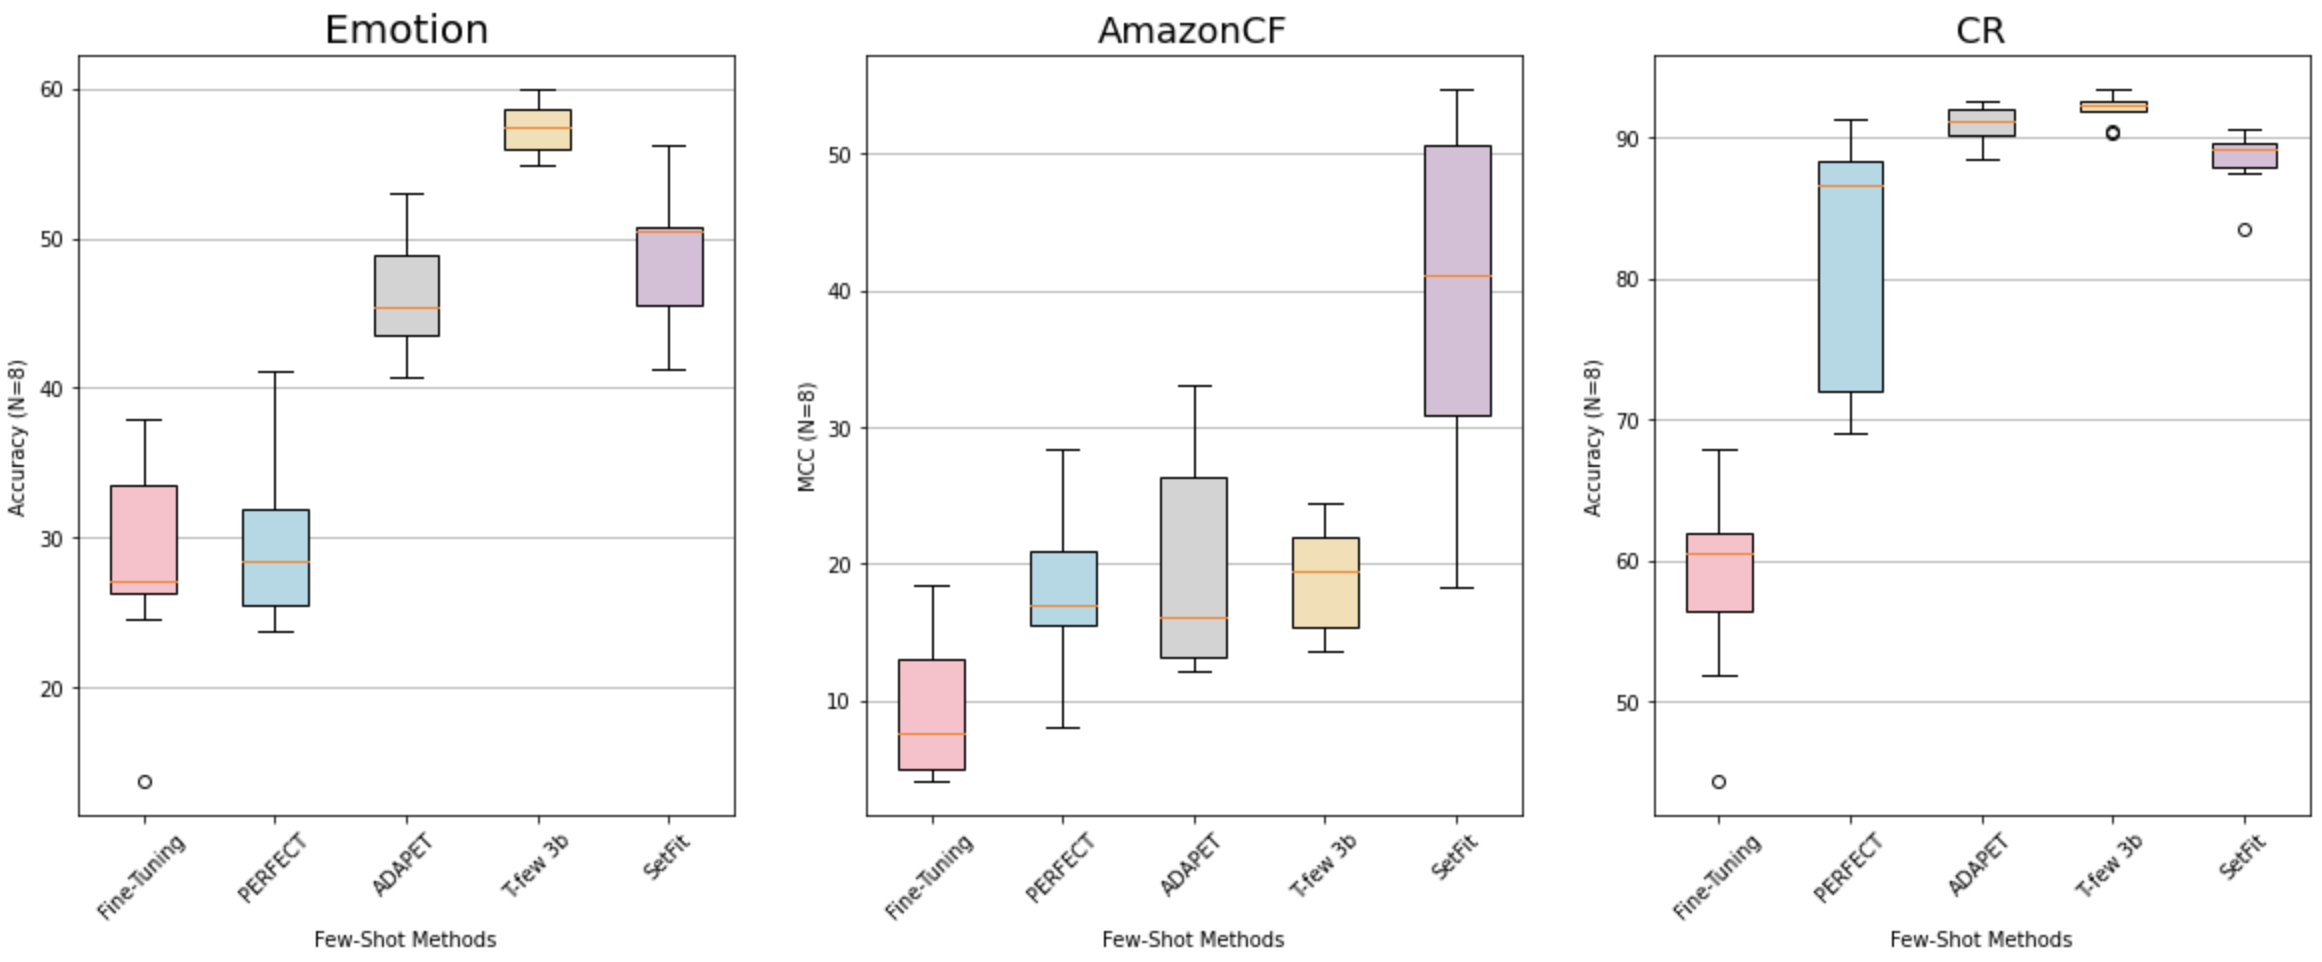 Emotion
60
50
40
30
20
Accuracy (N=8)
Fine-Tuning
PERFECT
ADAPET
T-few 3b
SetFit
Few-Shot Methods
AmazonCF
50
40
30
20
10
MCC (N=8)
Fine-Tuning
PERFECT
ADAPET
T-few 3b
SetFit
Few-Shot Methods
CR
90
80
70
60
50
Accuracy (N=8)
Fine-Tuning
PERFECT
ADAPET
T-few 3b
SetFit
Few-Shot Methods